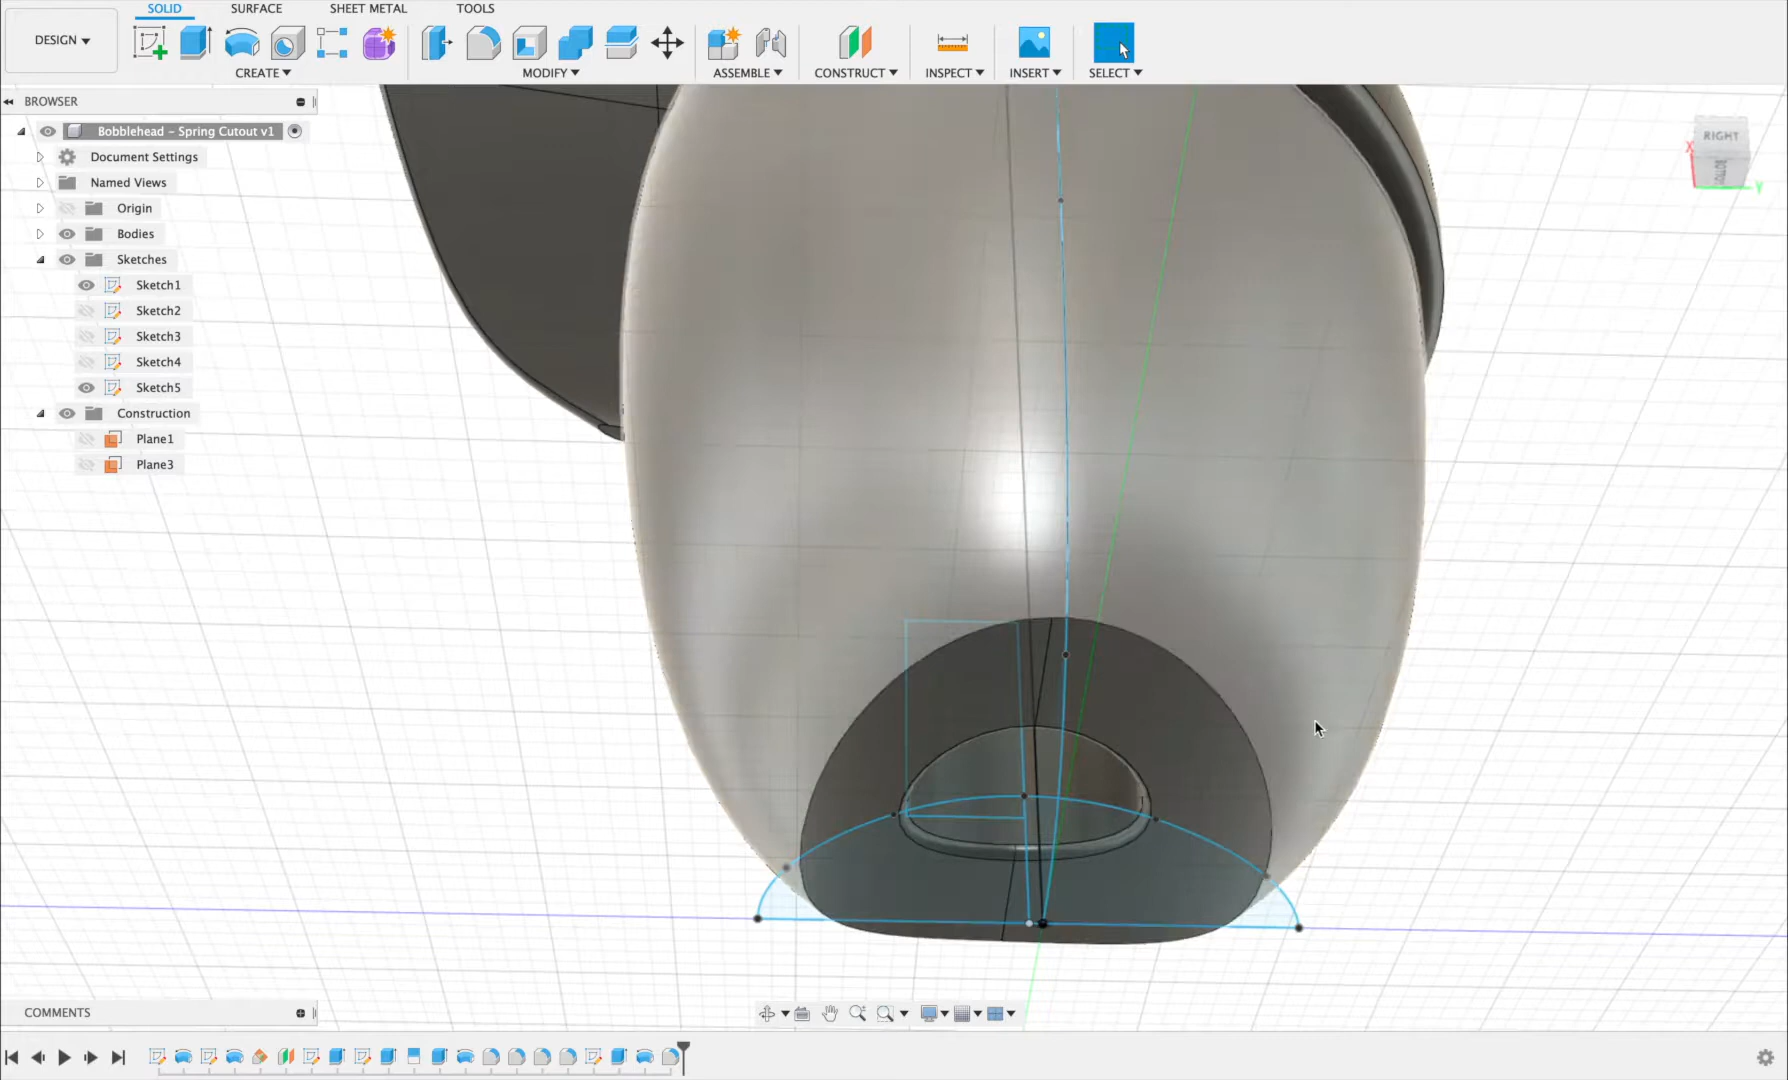 SOLID SURFACE SHEET METAL TOOLS
DESIGN
CREATE MODIFY ASSEMBLE CONSTRUCT INSPECT INSERT SELECT
BROWSER
Bobblehead – Spring Cutout v1
Document Settings
Named Views
Origin
Bodies
Sketches
Sketch1
Sketch2
Sketch3
Sketch4
Sketch5
Construction
Plane1
Plane3
RIGHT
BOTTOM
X
Y
COMMENTS